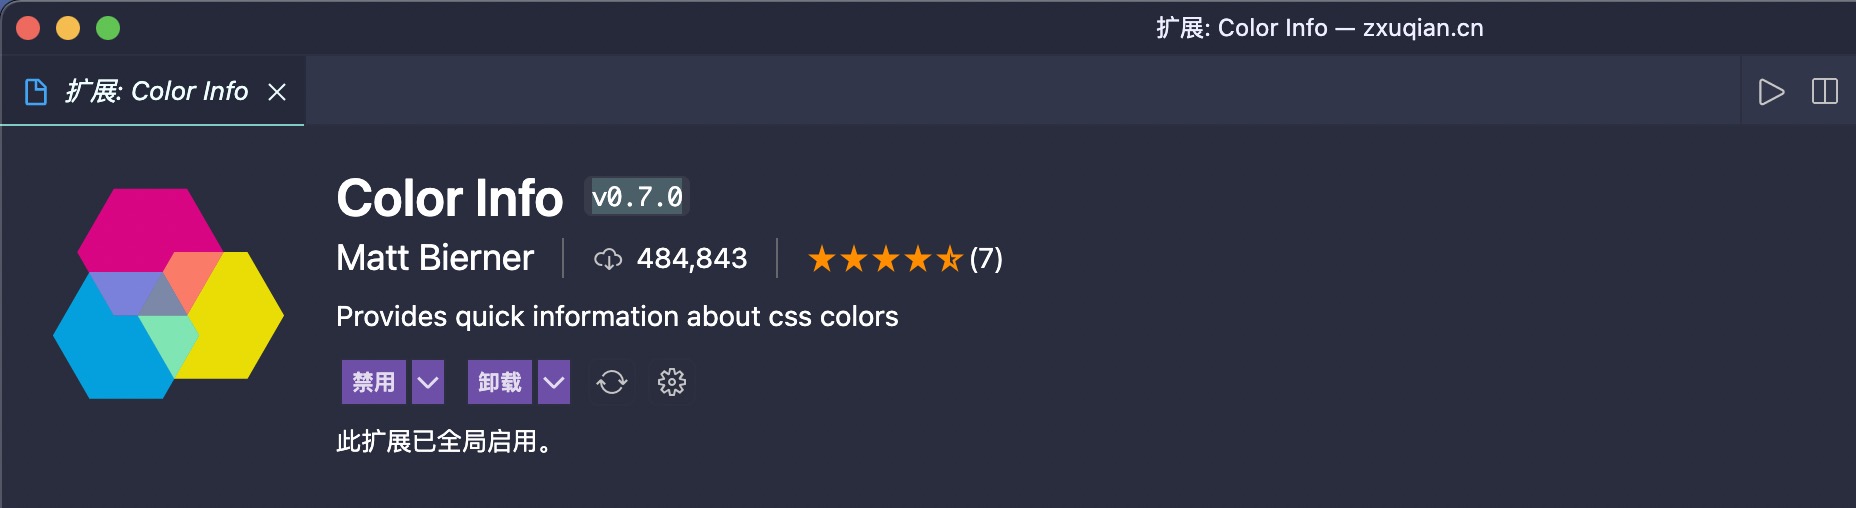 扩展: Color Info — zxuqian.cn
扩展: Color Info
Color Info v0.7.0
Matt Bierner 484,843 (7)
Provides quick information about css colors
禁用 卸载
此扩展已全局启用。